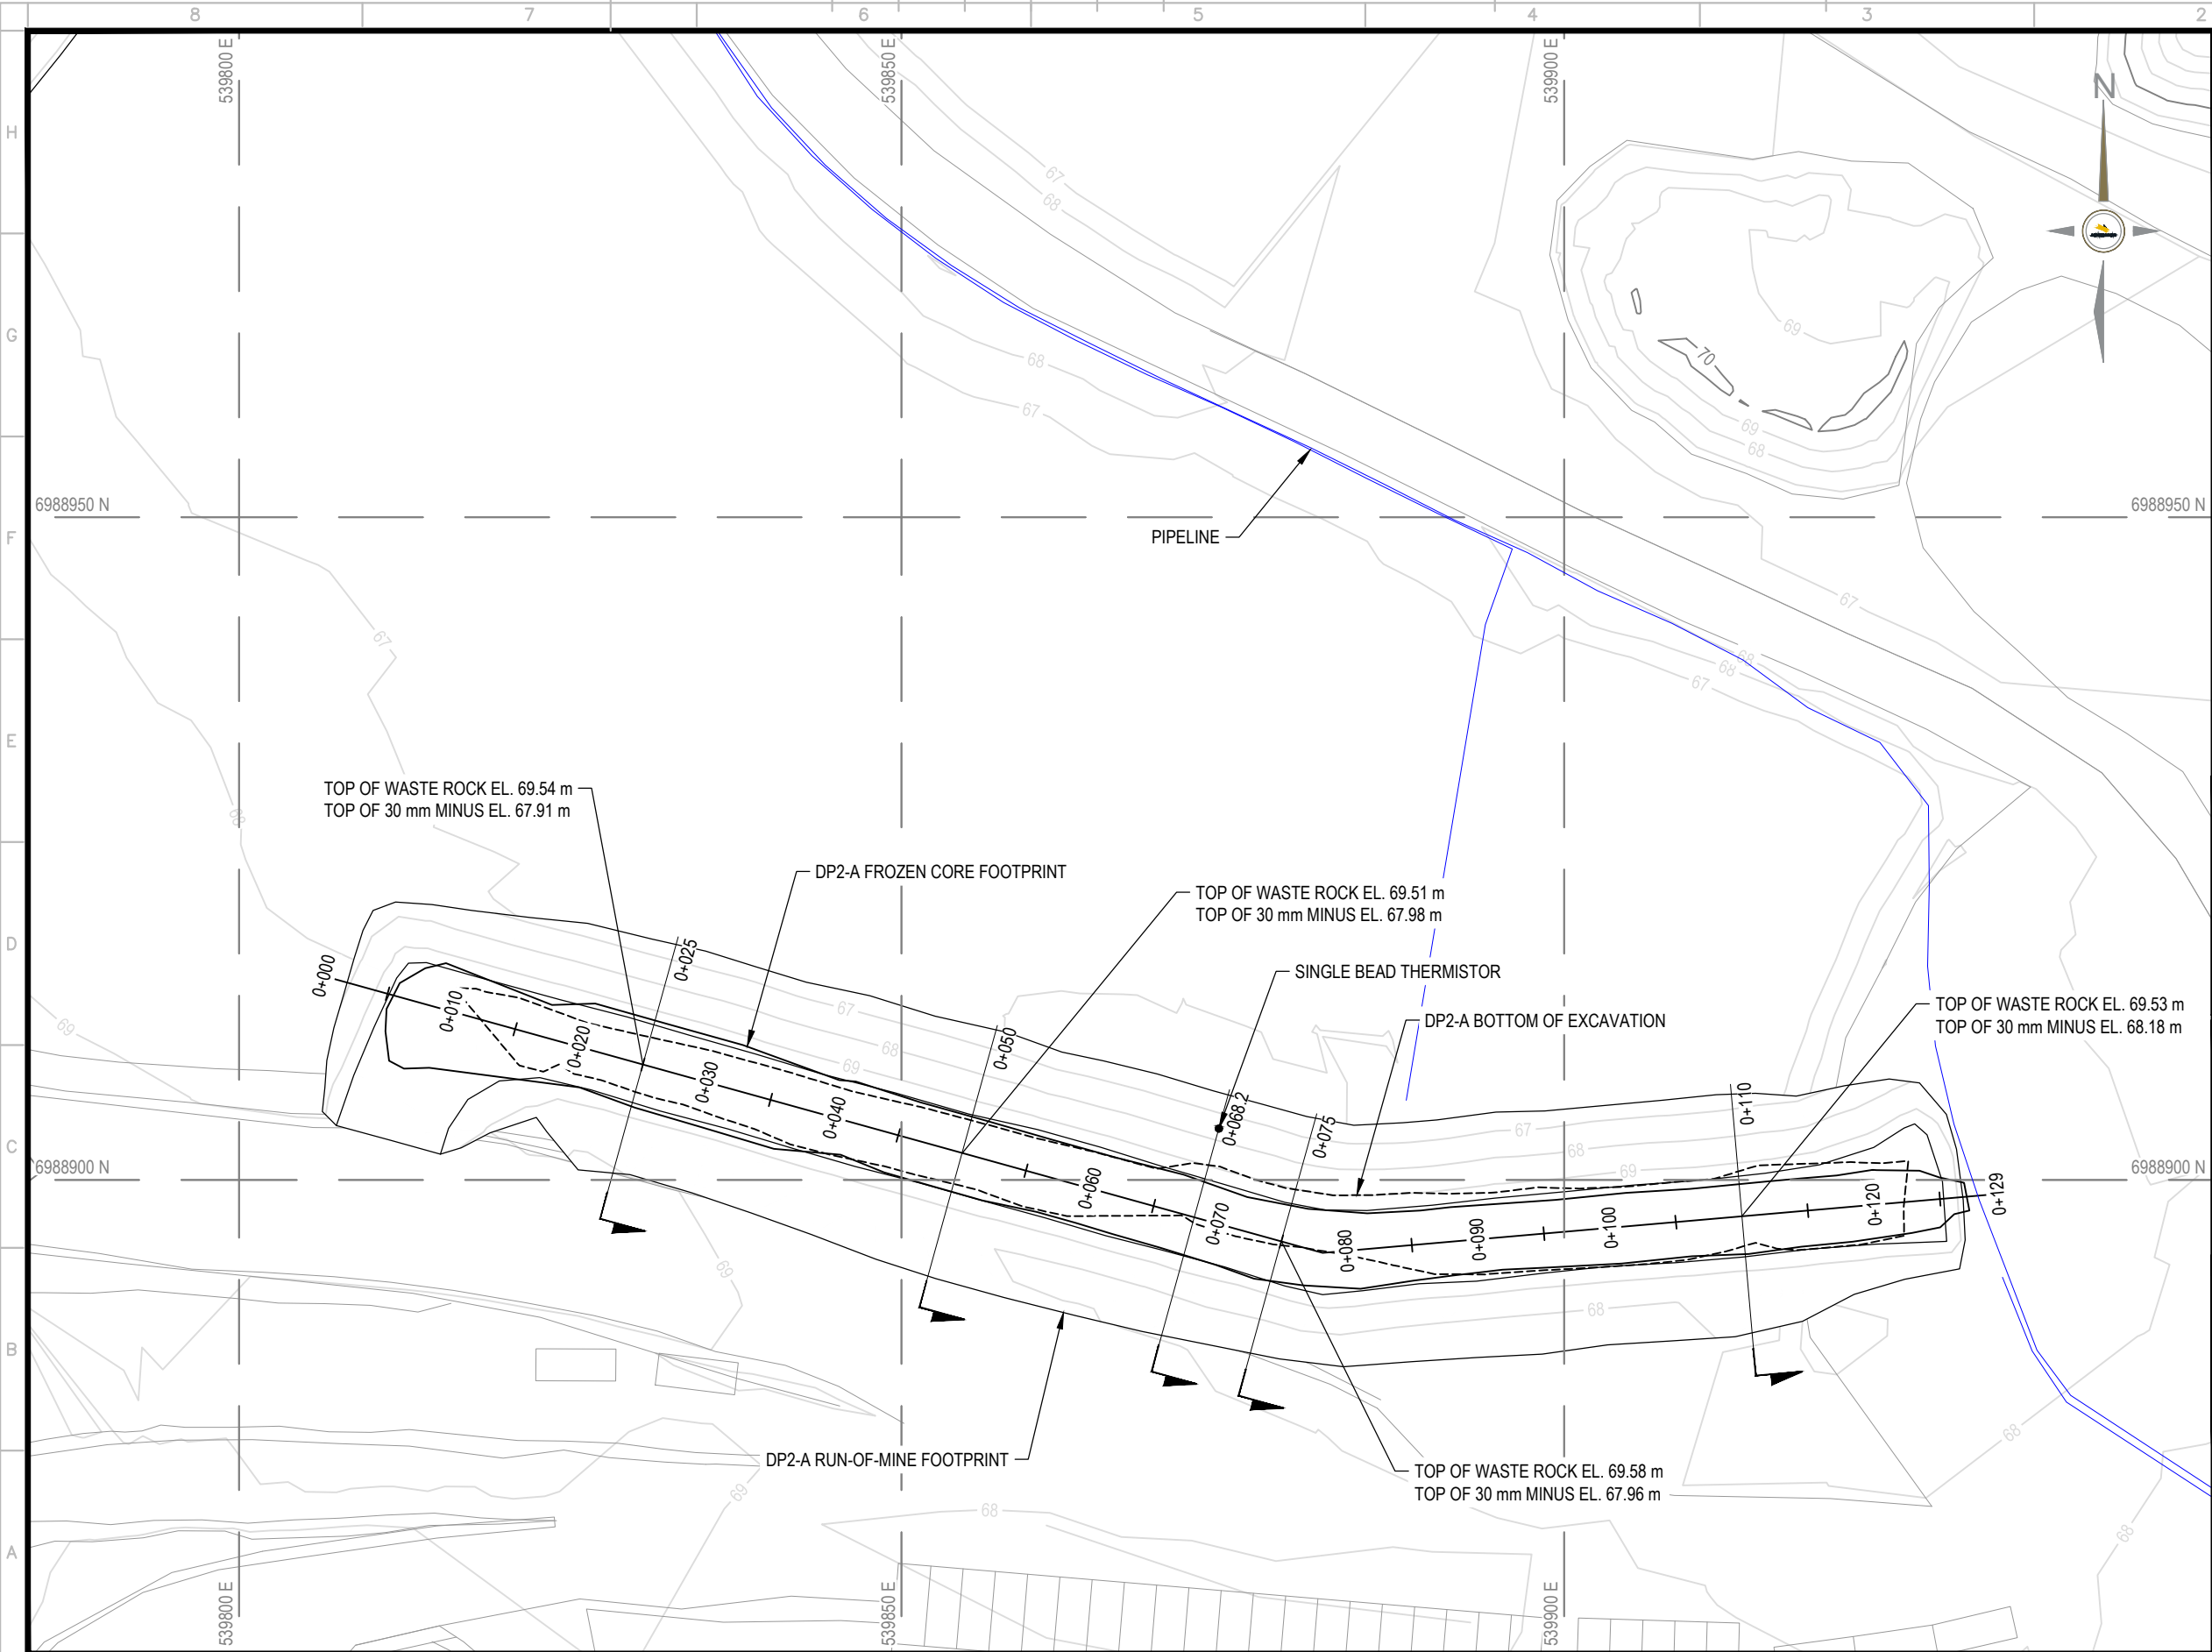 8 7 6 5 4 3 2
539800 E
539850 E
539900 E
N
H
67
68
G
69
70
68
67
69
68
6988950 N
6988950 N
F
PIPELINE
67
67
68
68
67
E
TOP OF WASTE ROCK EL. 69.54 m
TOP OF 30 mm MINUS EL. 67.91 m
68
DP2-A FROZEN CORE FOOTPRINT
TOP OF WASTE ROCK EL. 69.51 m
TOP OF 30 mm MINUS EL. 67.98 m
D
0+000
0+025
SINGLE BEAD THERMISTOR
TOP OF WASTE ROCK EL. 69.53 m
TOP OF 30 mm MINUS EL. 68.18 m
0+010
67
DP2-A BOTTOM OF EXCAVATION
69
0+020
68
0+050
69
0+030
0+040
0+068.2
0+075
0+110
67
68
69
C
6988900 N
6988900 N
0+060
0+070
0+080
0+090
0+100
0+120
0+129
69
68
B
DP2-A RUN-OF-MINE FOOTPRINT
68
TOP OF WASTE ROCK EL. 69.58 m
TOP OF 30 mm MINUS EL. 67.96 m
69
68
68
A
539800 E
539850 E
539900 E